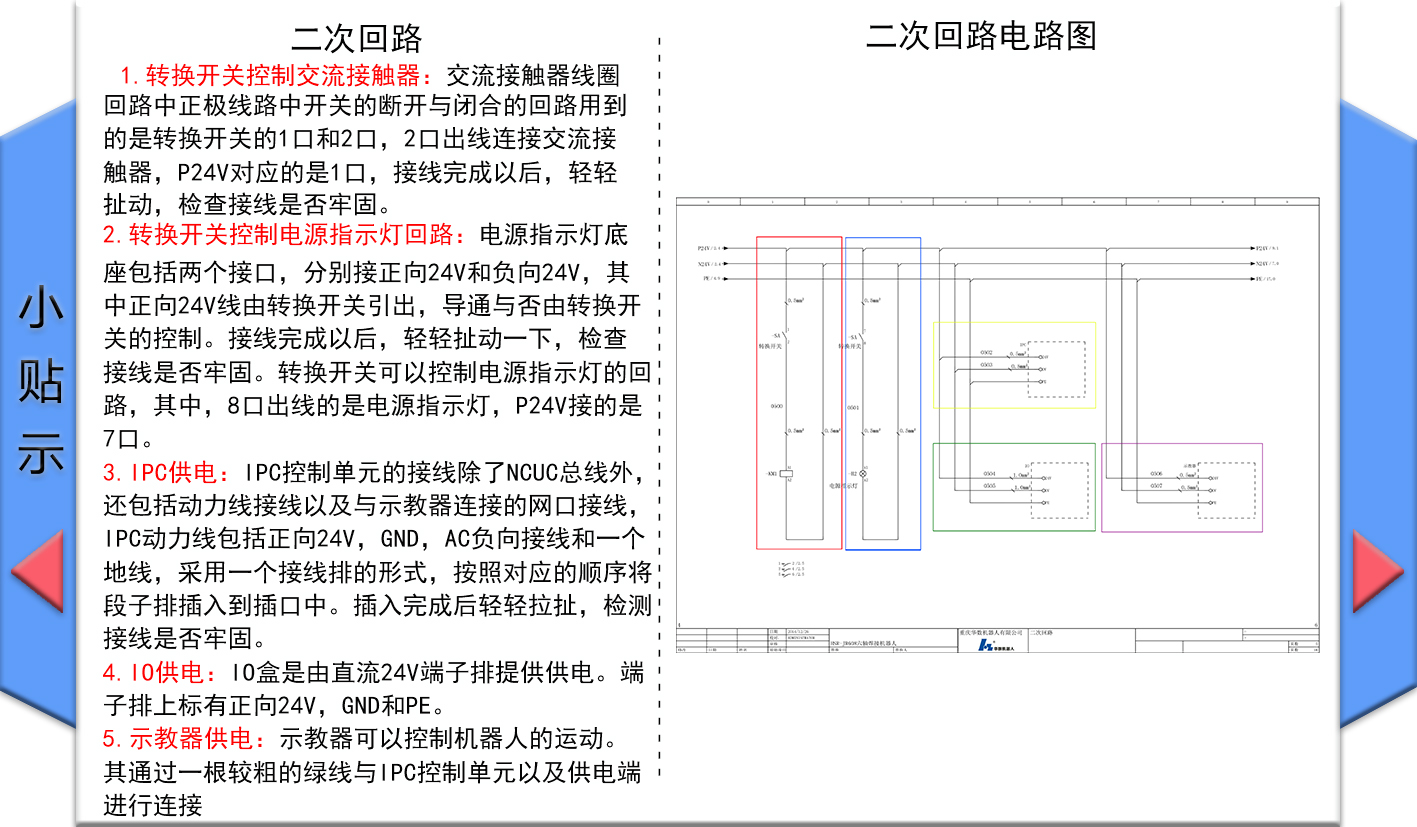 小贴示
二次回路
1.转换开关控制交流接触器：交流接触器线圈
回路中正极线路中开关的断开与闭合的回路用到
的是转换开关的1口和2口，2口出线连接交流接
触器，P24V对应的是1口，接线完成以后，轻轻
扯动，检查接线是否牢固。
2.转换开关控制电源指示灯回路：电源指示灯底
座包括两个接口，分别接正向24V和负向24V，其
中正向24V线由转换开关引出，导通与否由转换开
关的控制。接线完成以后，轻轻扯动一下，检查
接线是否牢固。转换开关可以控制电源指示灯的回
路，其中，8口出线的是电源指示灯，P24V接的是
7口。
3.IPC供电：IPC控制单元的接线除了NCUC总线外，
还包括动力线接线以及与示教器连接的网口接线，
IPC动力线包括正向24V，GND，AC负向接线和一个
地线，采用一个接线排的形式，按照对应的顺序将
段子排插入到插口中。插入完成后轻轻拉扯，检测
接线是否牢固。
4.IO供电：IO盒是由直流24V端子排提供供电。端
子排上标有正向24V，GND和PE。
5.示教器供电：示教器可以控制机器人的运动。
其通过一根较粗的绿线与IPC控制单元以及供电端
进行连接
二次回路电路图
0.5mm² 0.5mm²
-SA -SA
转换开关 转换开关
IPC
0502 0.5mm²
0503 0.5mm²
0500 0501
0.5mm² 0.5mm² 0.5mm² 0.5mm²
-KM1 -H2
电源指示灯
IO
0504 1.0mm²
0505 1.0mm²
示教器
0506 0.5mm²
0507 0.5mm²
重庆华数机器人有限公司
二次回路
华数机器人